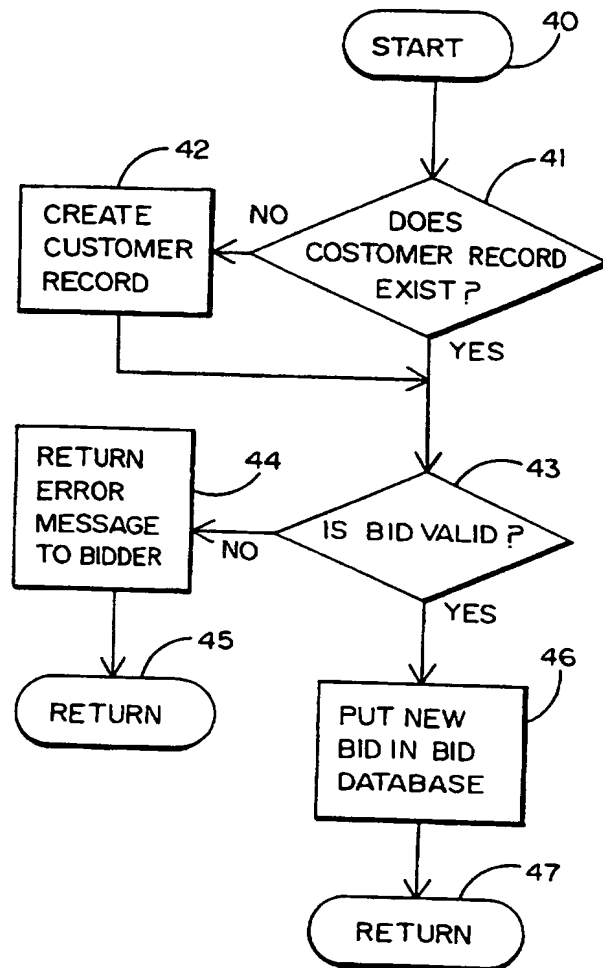 40
START
42
41
CREATE
CUSTOMER
RECORD
NO
DOES
COSTOMER RECORD
EXIST?
YES
RETURN
ERROR
MESSAGE
TO BIDDER
44
43
IS BID VALID?
NO
YES
45
RETURN
46
PUT NEW
BID IN BID
DATABASE
47
RETURN